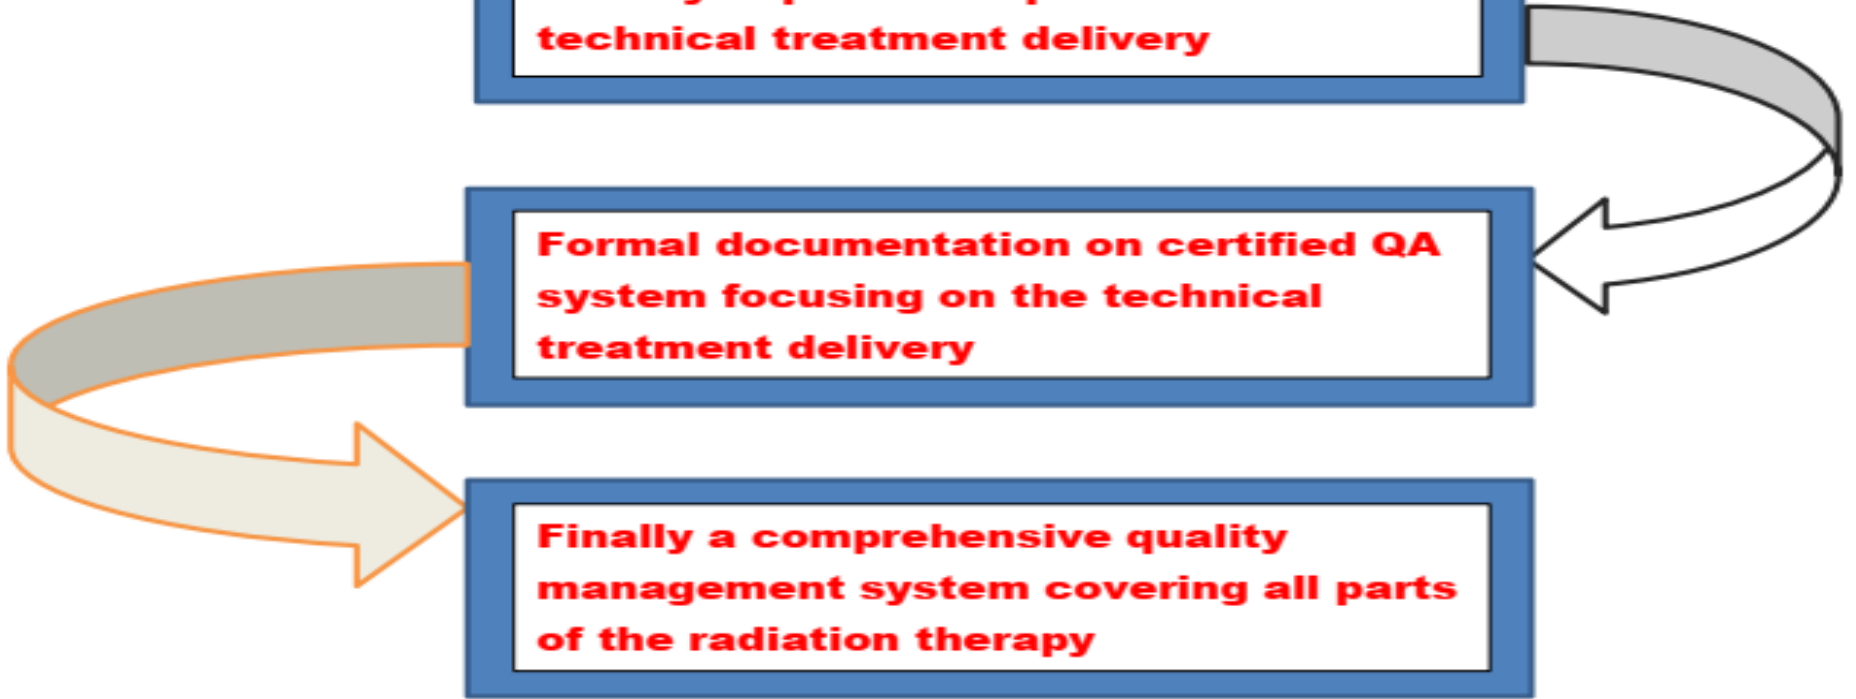 technical treatment delivery
Formal documentation on certified QA
system focusing on the technical
treatment delivery
Finally a comprehensive quality
management system covering all parts
of the radiation therapy